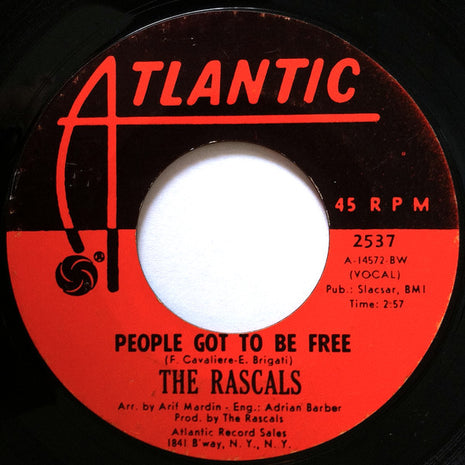 ATLANTIC
®
45 RPM
2537
A-14572-BW
(VOCAL)
Pub.: Slacsar, BMI
Time: 2:57
PEOPLE GOT TO BE FREE
(F. Cavaliere-E. Brigati)
THE RASCALS
Arr. by Arif Mardin - Eng.: Adrian Barber
Prod. by The Rascals
Atlantic Record Sales
1841 B'way, N. Y., N. Y.